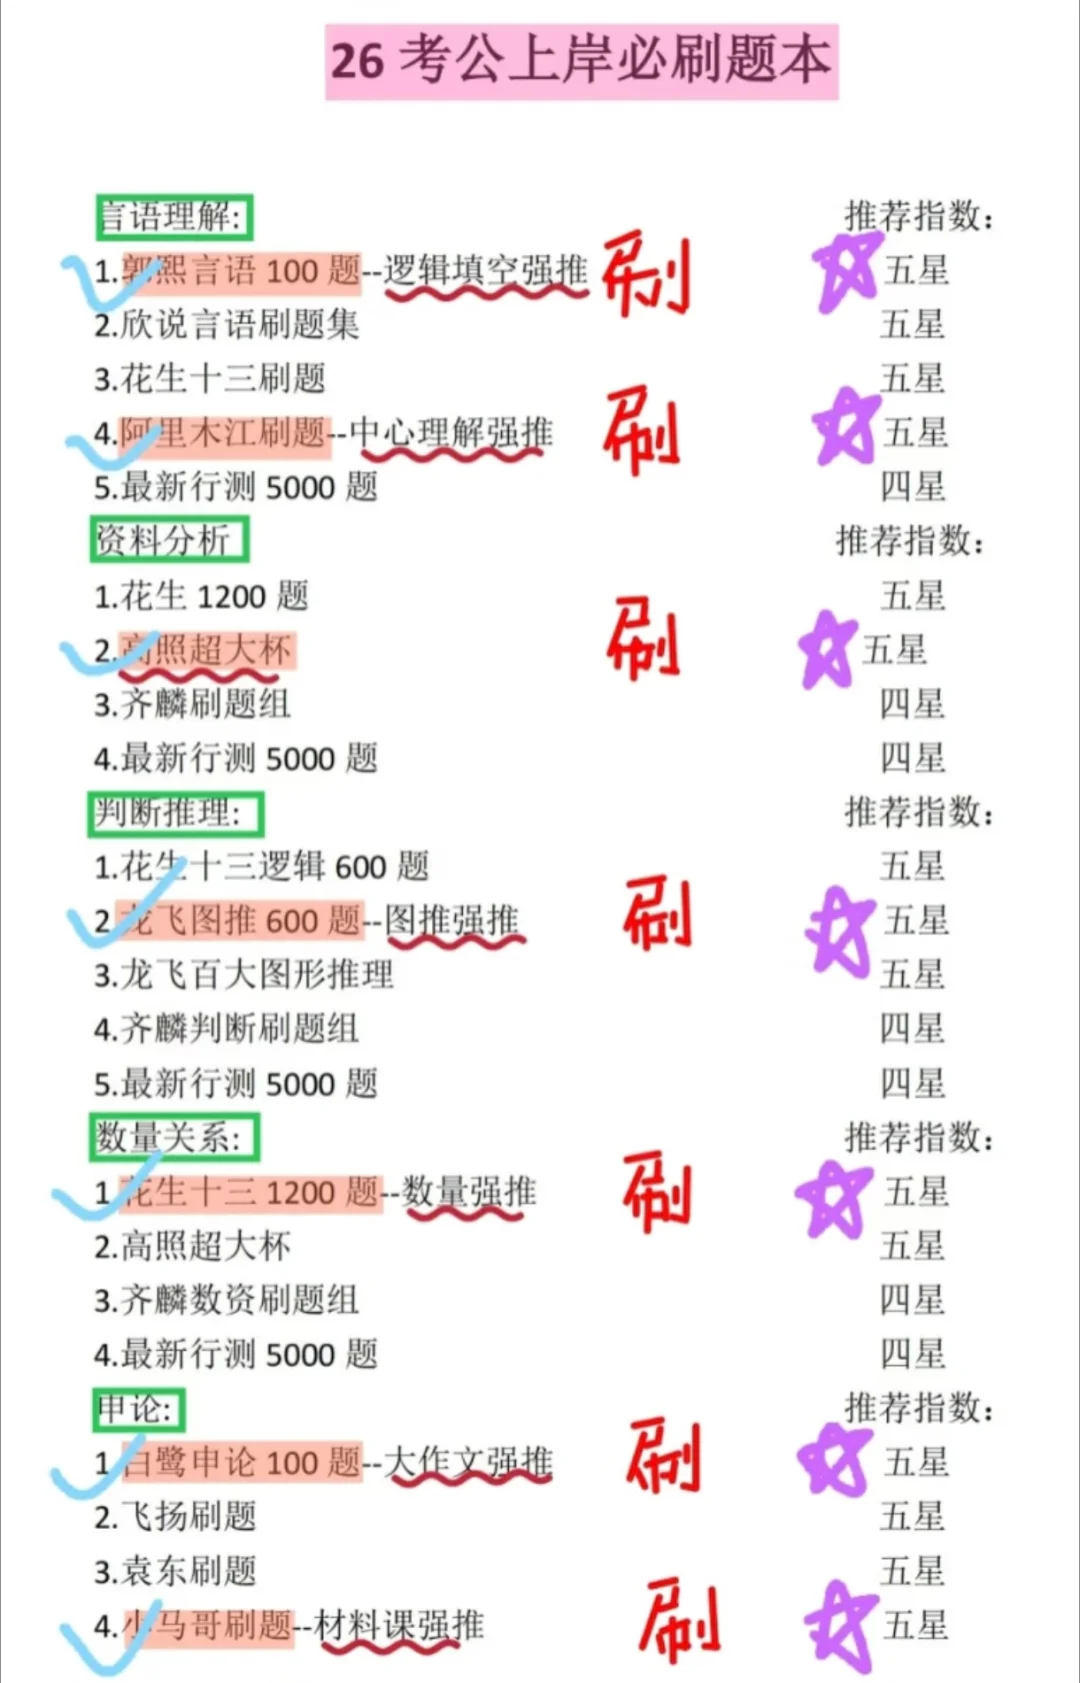 26 考公上岸必刷题本
言语理解: 推荐指数:
1.郭熙言语 100 题--逻辑填空强推 刷 五星
2.欣说言语刷题集 五星
3.花生十三刷题 五星
4.阿里木江刷题--中心理解强推 刷 五星
5.最新行测 5000 题 四星
资料分析 推荐指数:
1.花生 1200 题 五星
2.高照超大杯 刷 五星
3.齐麟刷题组 四星
4.最新行测 5000 题 四星
判断推理: 推荐指数:
1.花生十三逻辑 600 题 五星
2 龙飞图推 600 题--图推强推 刷 五星
3.龙飞百大图形推理 五星
4.齐麟判断刷题组 四星
5.最新行测 5000 题 四星
数量关系: 推荐指数:
1 花生十三 1200 题--数量强推 刷 五星
2.高照超大杯 五星
3.齐麟数资刷题组 四星
4.最新行测 5000 题 四星
申论: 推荐指数:
1 白鹭申论 100 题--大作文强推 刷 五星
2.飞扬刷题 五星
3.袁东刷题 五星
4.小马哥刷题--材料课强推 刷 五星